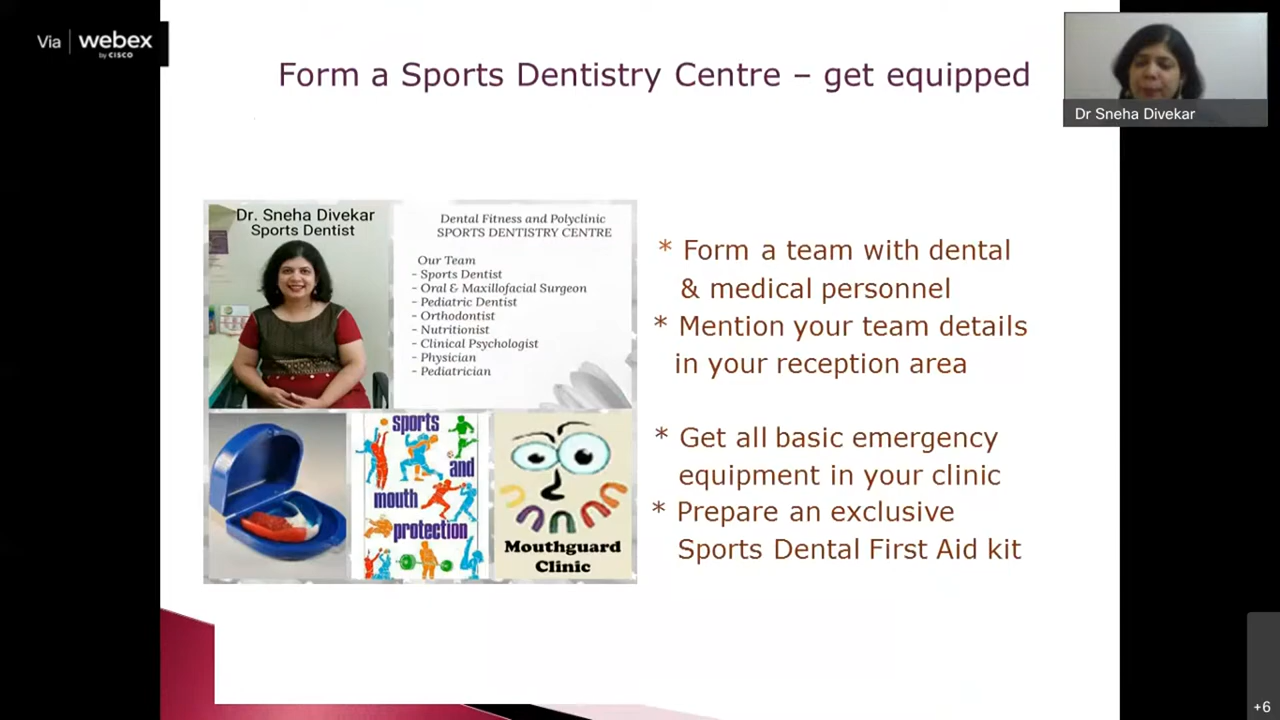 Via webex
by CISCO
Form a Sports Dentistry Centre – get equipped
Dr Sneha Divekar
Dr. Sneha Divekar
Sports Dentist
Dental Fitness and Polyclinic
SPORTS DENTISTRY CENTRE
Our Team
- Sports Dentist
- Oral & Maxillofacial Surgeon
- Pediatric Dentist
- Orthodontist
- Nutritionist
- Clinical Psychologist
- Physician
- Pediatrician
sports
and
mouth
protection
Mouthguard
Clinic
* Form a team with dental
& medical personnel
* Mention your team details
in your reception area
* Get all basic emergency
equipment in your clinic
* Prepare an exclusive
Sports Dental First Aid kit
+6